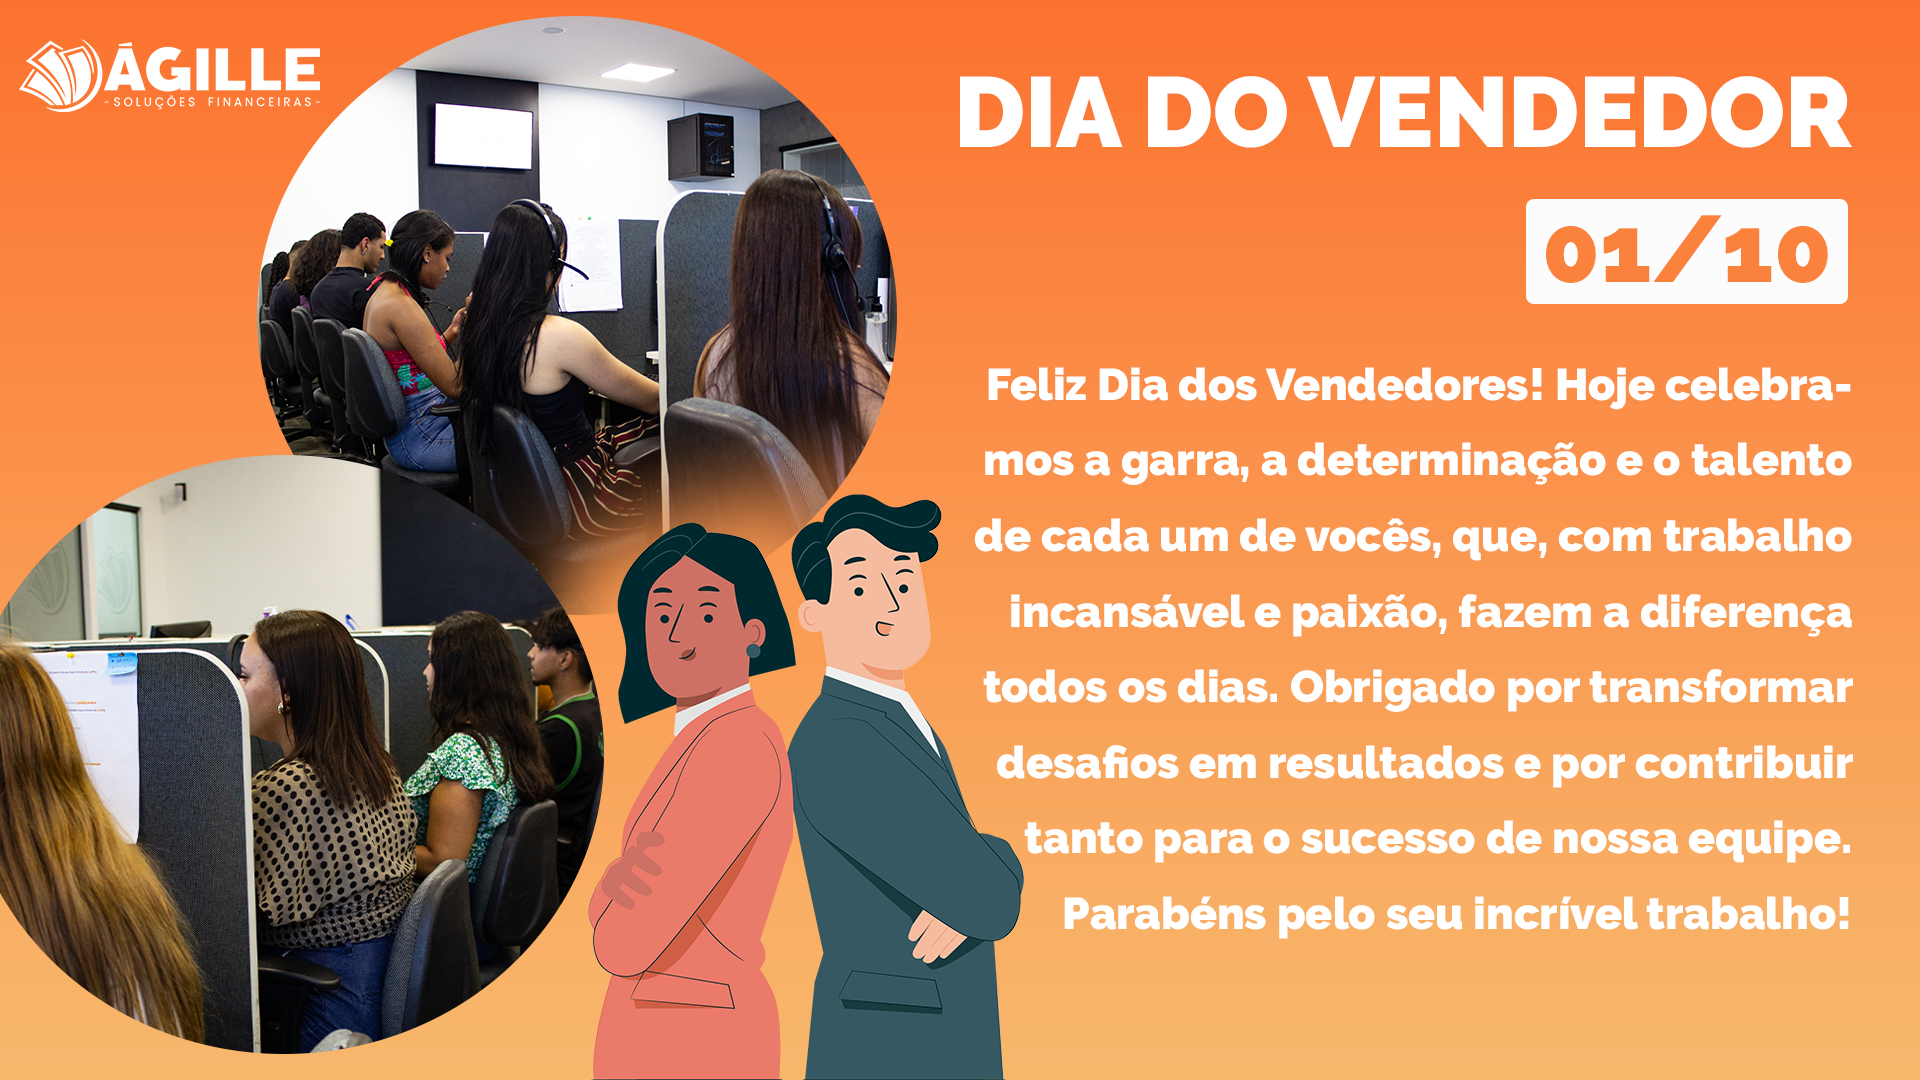 ÁGILLE
-SOLUÇÕES FINANCEIRAS-
DIA DO VENDEDOR
01/10
Feliz Dia dos Vendedores! Hoje celebra-
mos a garra, a determinação e o talento
de cada um de vocês, que, com trabalho
incansável e paixão, fazem a diferença
todos os dias. Obrigado por transformar
desafios em resultados e por contribuir
tanto para o sucesso de nossa equipe.
Parabéns pelo seu incrível trabalho!